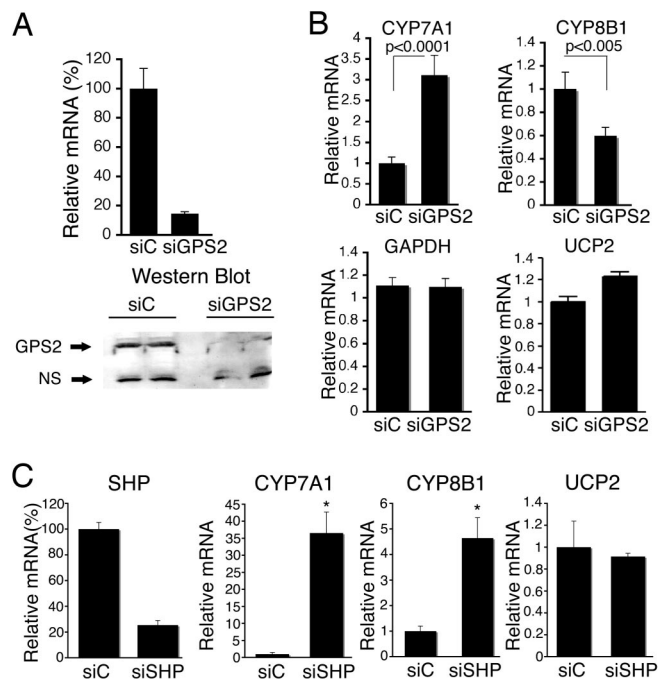 A
Relative mRNA (%)
120
100
80
60
40
20
0
siC siGPS2
Western Blot
siC siGPS2
GPS2
NS
B
CYP7A1
p<0.0001
Relative mRNA
4
3.5
3
2.5
2
1.5
1
0.5
0
siC siGPS2
CYP8B1
p<0.005
Relative mRNA
1.4
1.2
1
0.8
0.6
0.4
0.2
0
siC siGPS2
GAPDH
Relative mRNA
1.4
1.2
1
0.8
0.6
0.4
0.2
0
siC siGPS2
UCP2
Relative mRNA
1.4
1.2
1
0.8
0.6
0.4
0.2
0
siC siGPS2
C
SHP
Relative mRNA(%)
120
100
80
60
40
20
0
siC siSHP
CYP7A1
Relative mRNA
45
40
35
30
25
20
15
10
5
0
*
siC siSHP
CYP8B1
Relative mRNA
6
5
4
3
2
1
0
*
siC siSHP
UCP2
Relative mRNA
1.4
1.2
1
0.8
0.6
0.4
0.2
0
siC siSHP